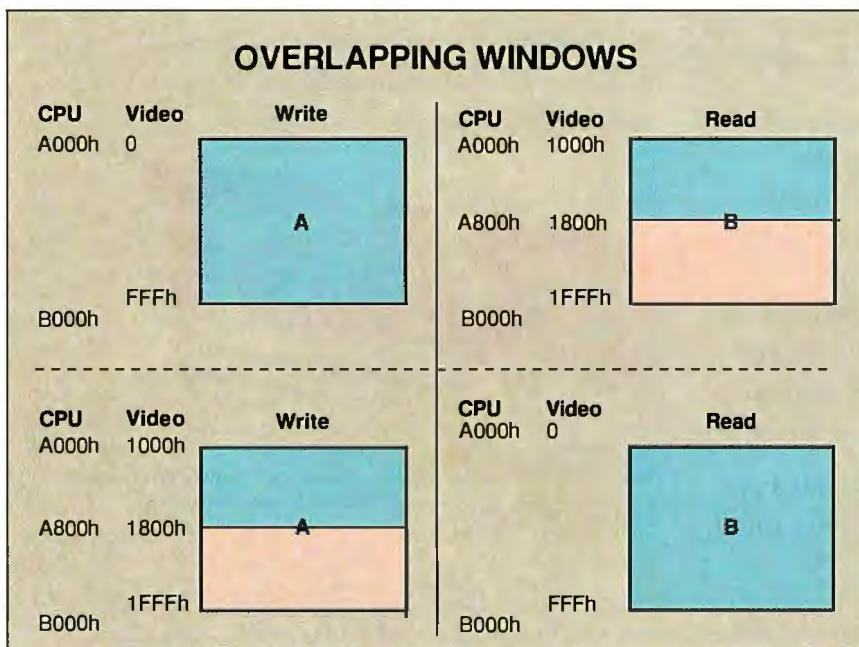 OVERLAPPING WINDOWS
CPU Video Write
A000h 0
A
FFFh
B000h
CPU Video Read
A000h 1000h
A800h 1800h
B
1FFFh
B000h
CPU Video Write
A000h 1000h
A800h 1800h
A
1FFFh
B000h
CPU Video Read
A000h 0
B
FFFh
B000h